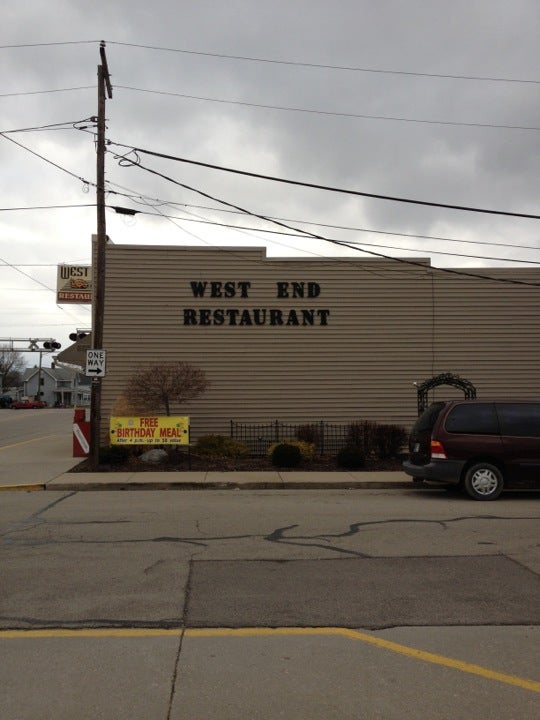 WEST END
RESTAURANT
WEST
RESTAU
ONE
WAY
FREE
BIRTHDAY MEAL